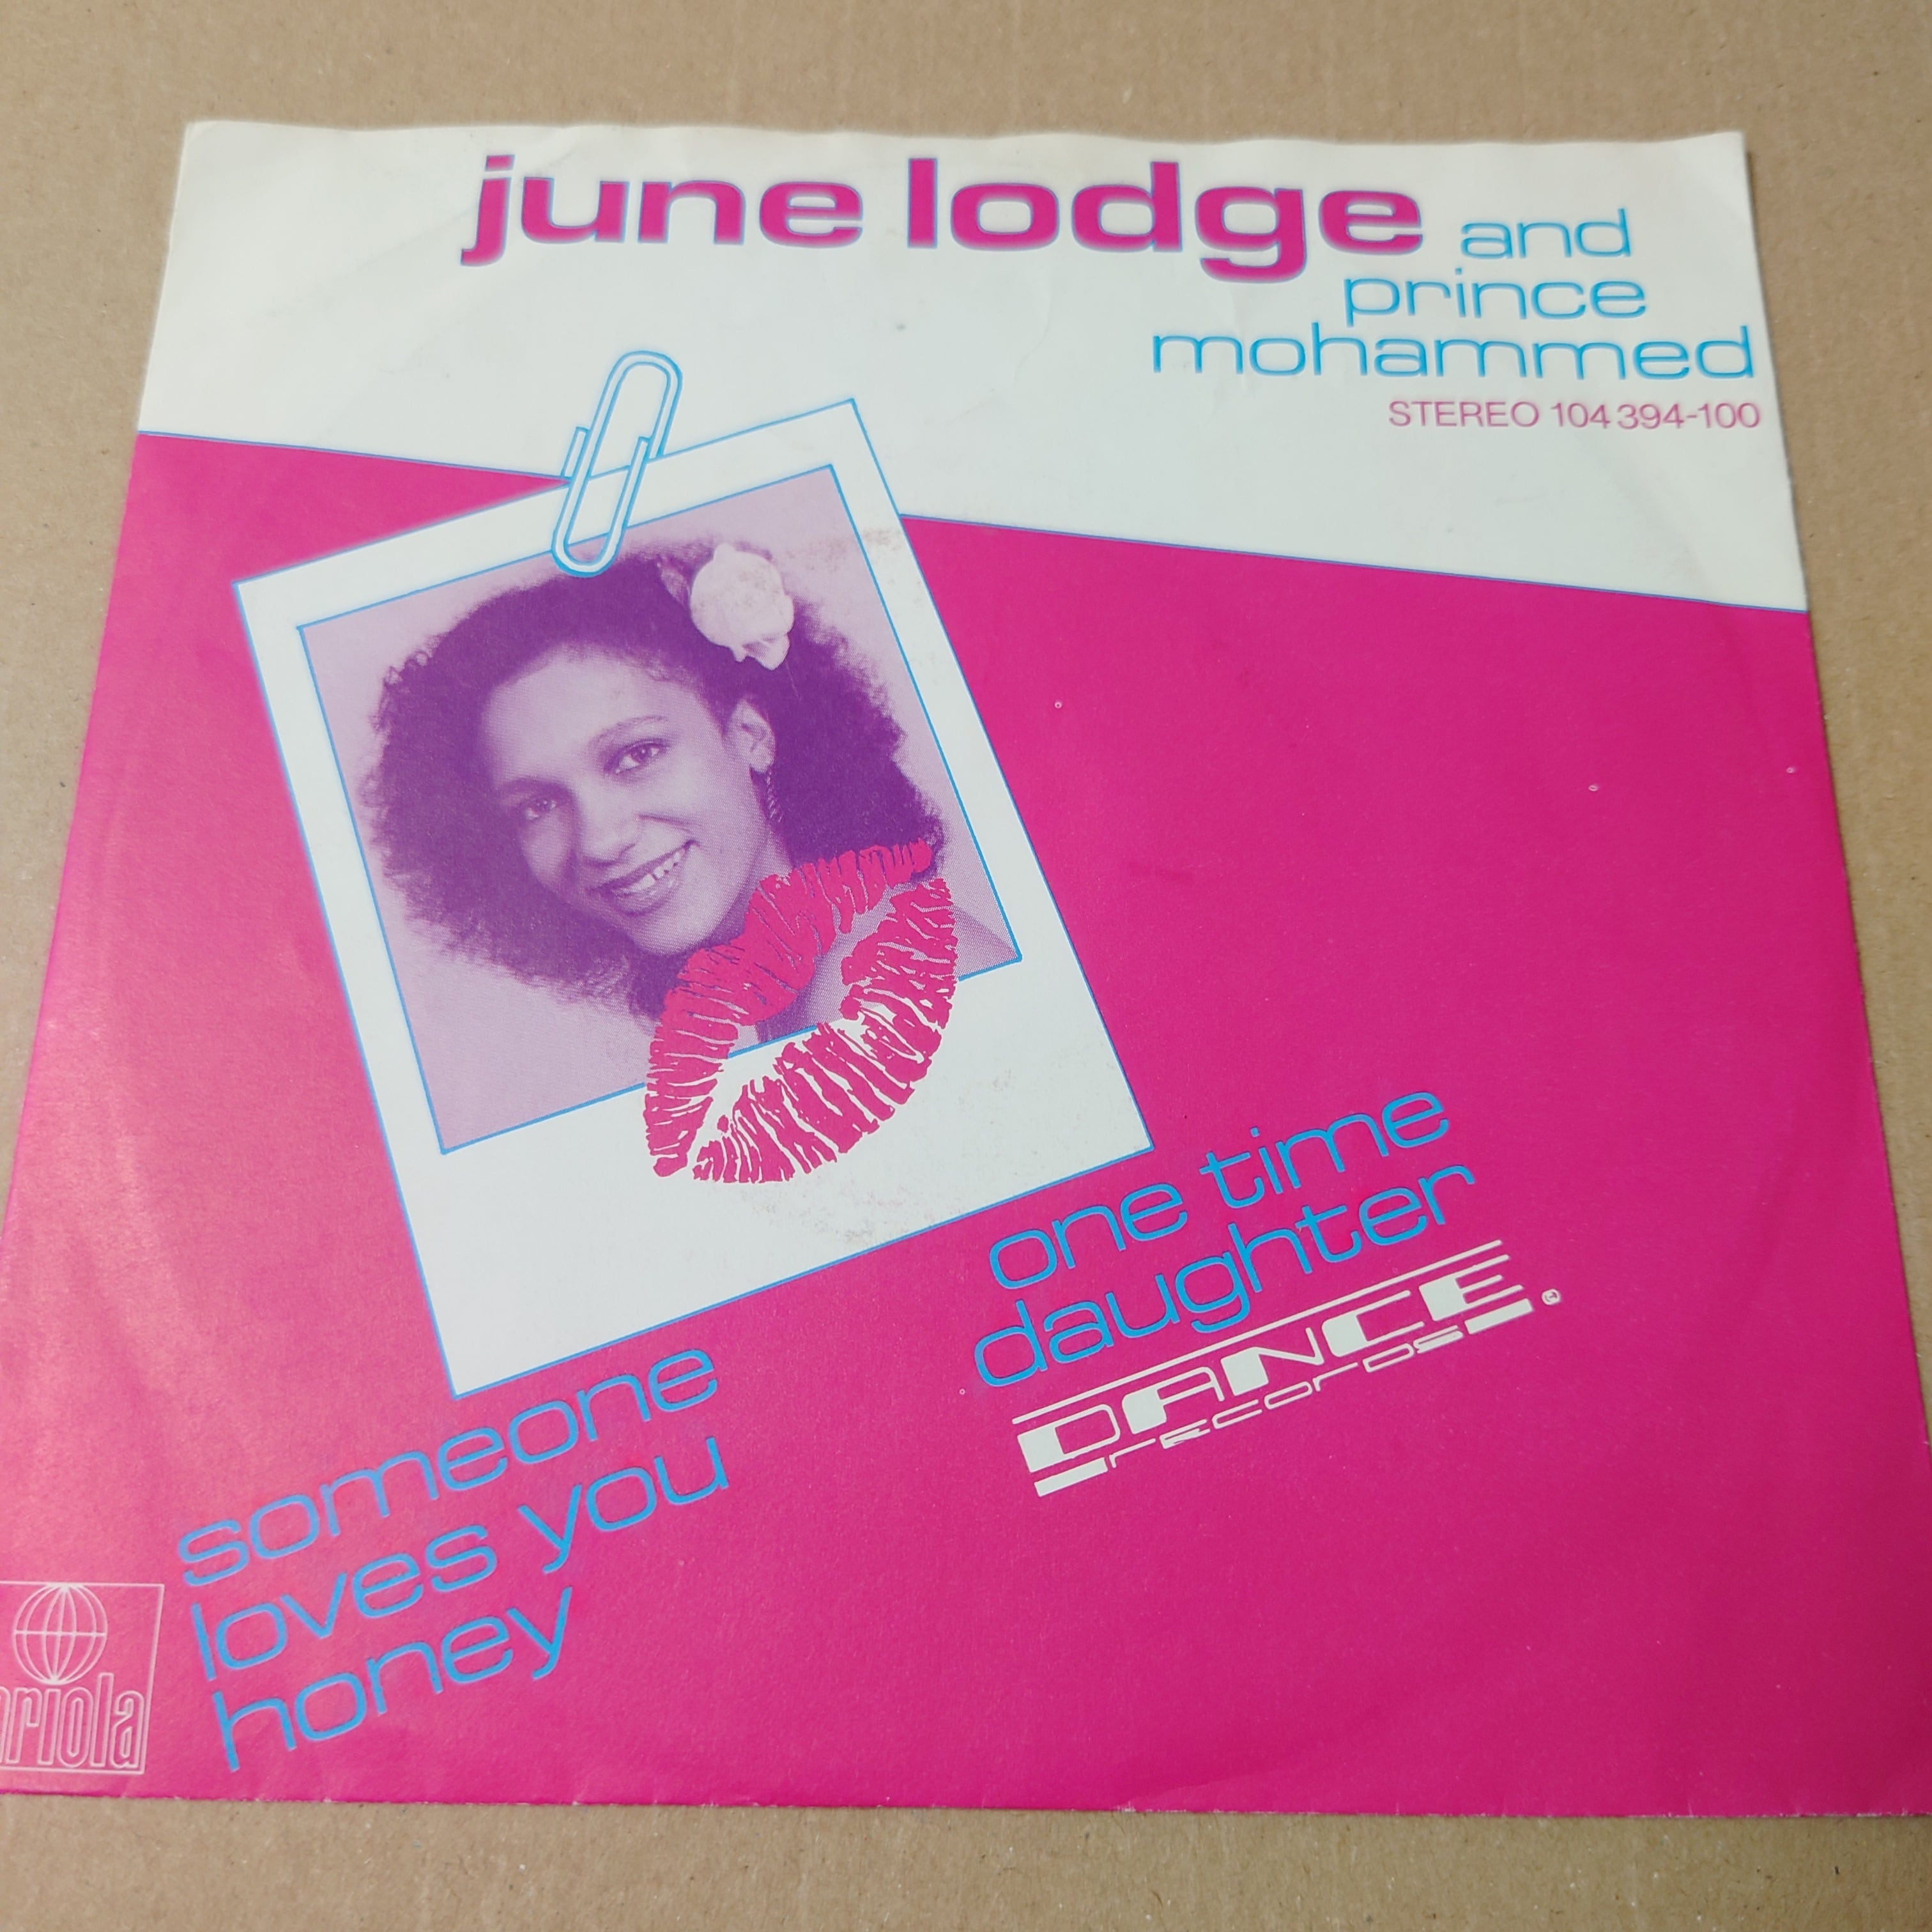 june lodge and
prince
mohammed
STEREO 104 394-100
someone
loves you
honey
one time
daughter
DANCE
records
ariola